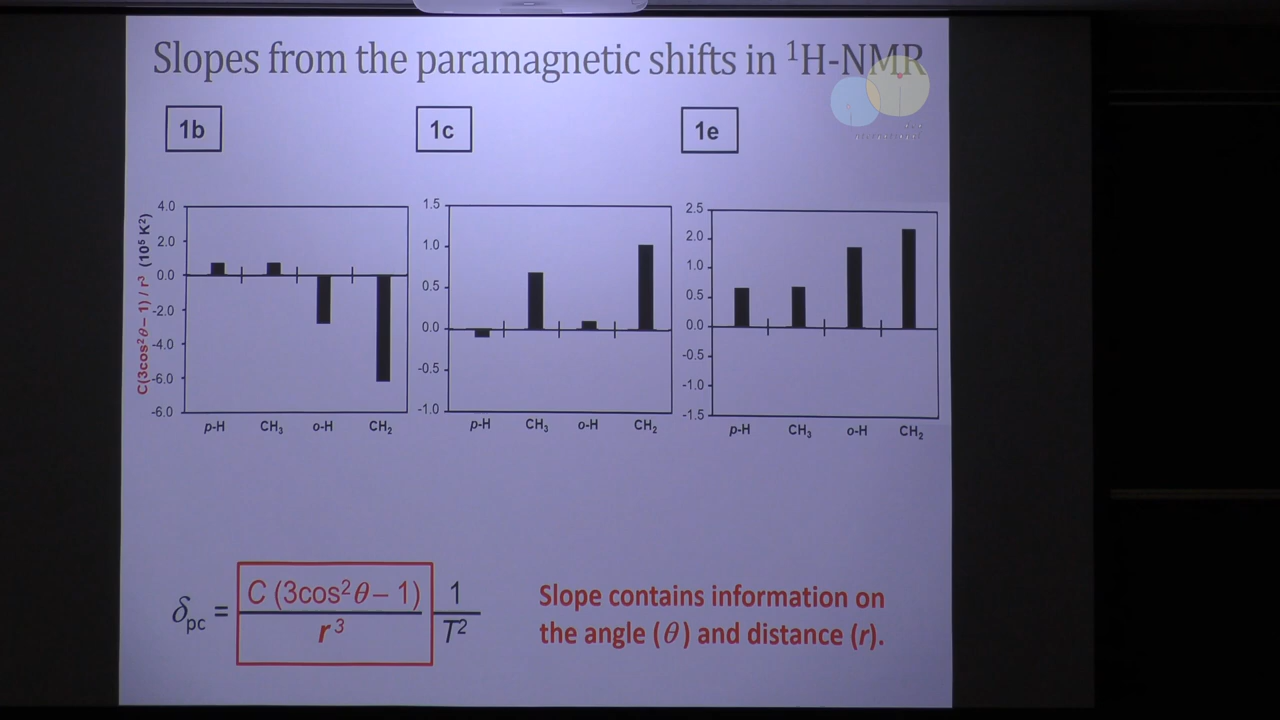 Slopes from the paramagnetic shifts in ¹H-NMR
1b
1c
1e
C(3cos²θ – 1) / r³ (10⁵ K²)
4.0
2.0
0.0
-2.0
-4.0
-6.0
-6.0
p-H CH₃ o-H CH₂
1.5
1.0
0.5
0.0
-0.5
-1.0
p-H CH₃ o-H CH₂
2.5
2.0
1.0
0.5
0.0
-0.5
-1.0
-1.5
p-H CH₃ o-H CH₂
δpc = C (3cos²θ – 1) / r³ 1 / T²
Slope contains information on
the angle (θ) and distance (r).